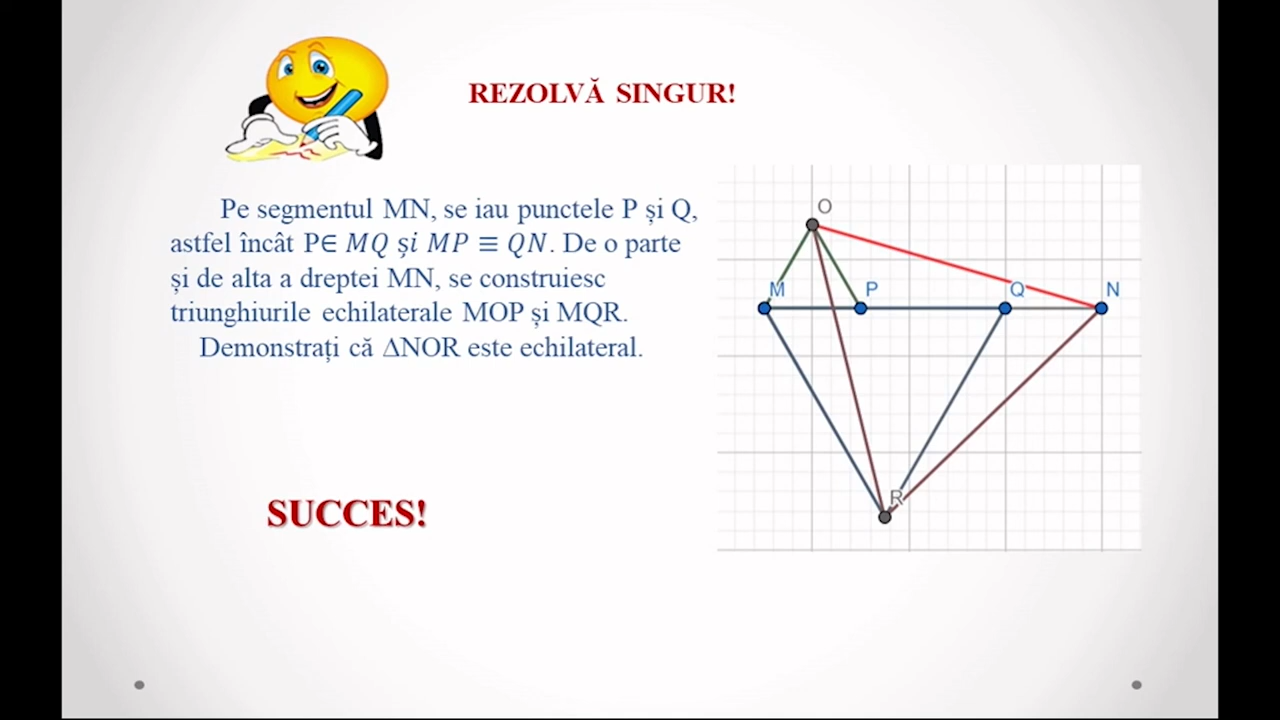 REZOLVĂ SINGUR!
Pe segmentul MN, se iau punctele P și Q,
astfel încât P∈ 𝑀𝑄 ș𝑖 𝑀𝑃 ≡ 𝑄𝑁. De o parte
și de alta a dreptei MN, se construiesc
triunghiurile echilaterale MOP și MQR.
Demonstrați că ΔNOR este echilateral.
SUCCES!
O
M P Q N
R